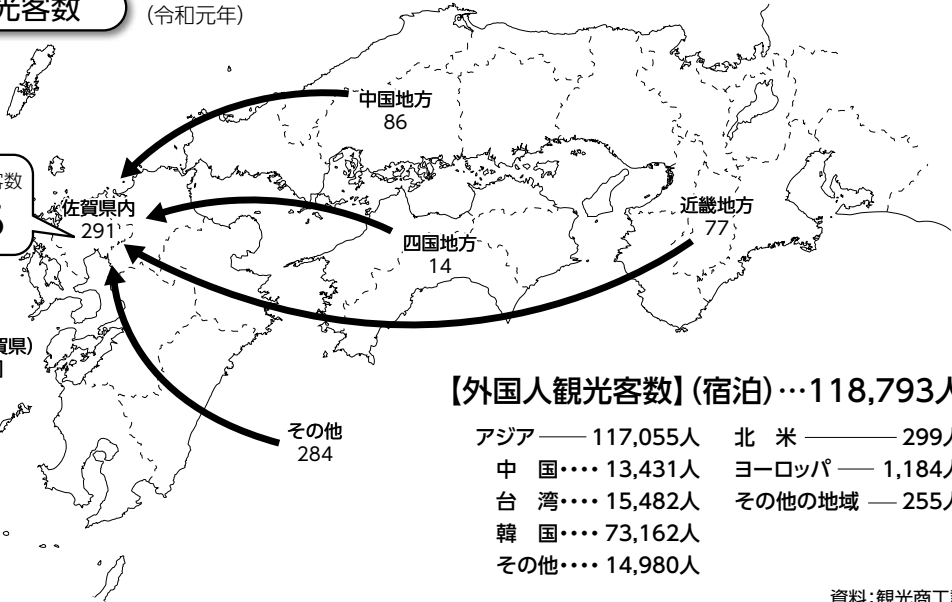 光客数
(令和元年)
中国地方
86
客数
佐賀県内
291
近畿地方
77
四国地方
14
賀県)
その他
284
【外国人観光客数】(宿泊)…118,793人
アジア ―― 117,055人
中 国‥‥ 13,431人
台 湾‥‥ 15,482人
韓 国‥‥ 73,162人
その他‥‥ 14,980人
北 米 ―――― 299人
ヨーロッパ ―― 1,184人
その他の地域 ― 255人
資料:観光商工